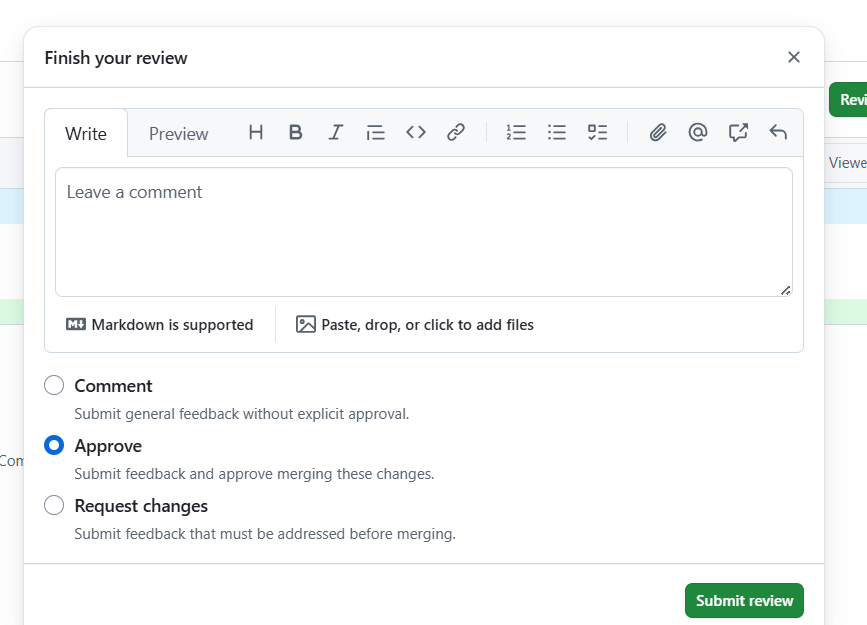 Finish your review
Revi
Write
Preview
Viewe
Leave a comment
Markdown is supported
Paste, drop, or click to add files
Comment
Submit general feedback without explicit approval.
Approve
Com
Submit feedback and approve merging these changes.
Request changes
Submit feedback that must be addressed before merging.
Submit review